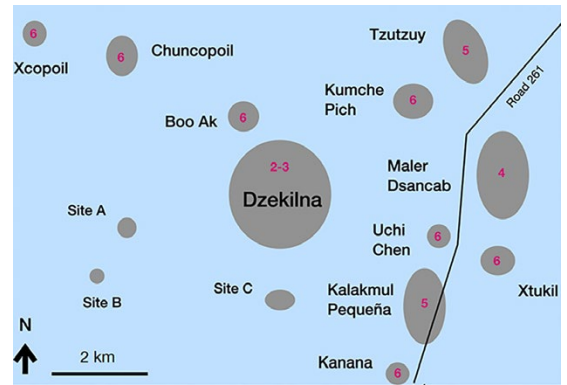 6
Xcopoil
6
Chuncopoil
Tzutzuy
5
Road 261
Kumche
Pich
6
Boo Ak
6
2-3
Dzekilna
Maler
Dsancab
4
Site A
Uchi
Chen
6
6
Xtukil
Site B
Site C
Kalakmul
Pequeña
5
Kanana
6
N
2 km